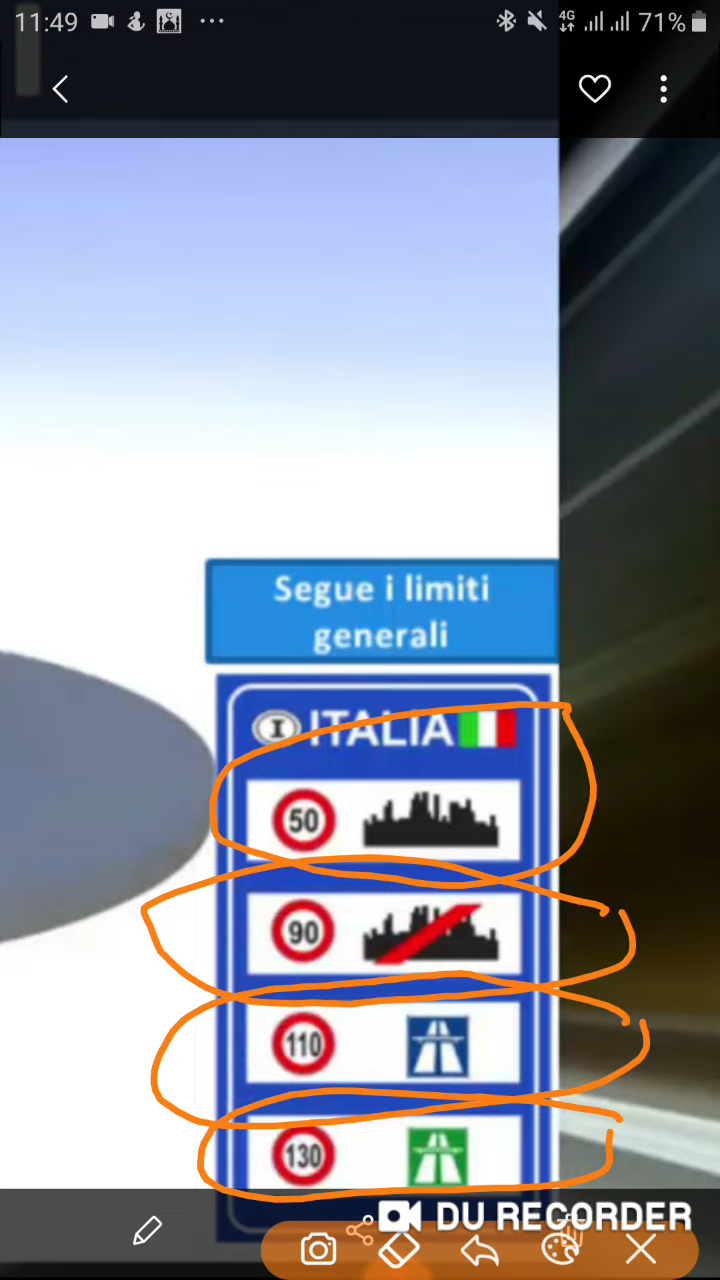 11:49
4G
71%
Segue i limiti
generali
I ITALIA
50
90
110
130
DU RECORDER